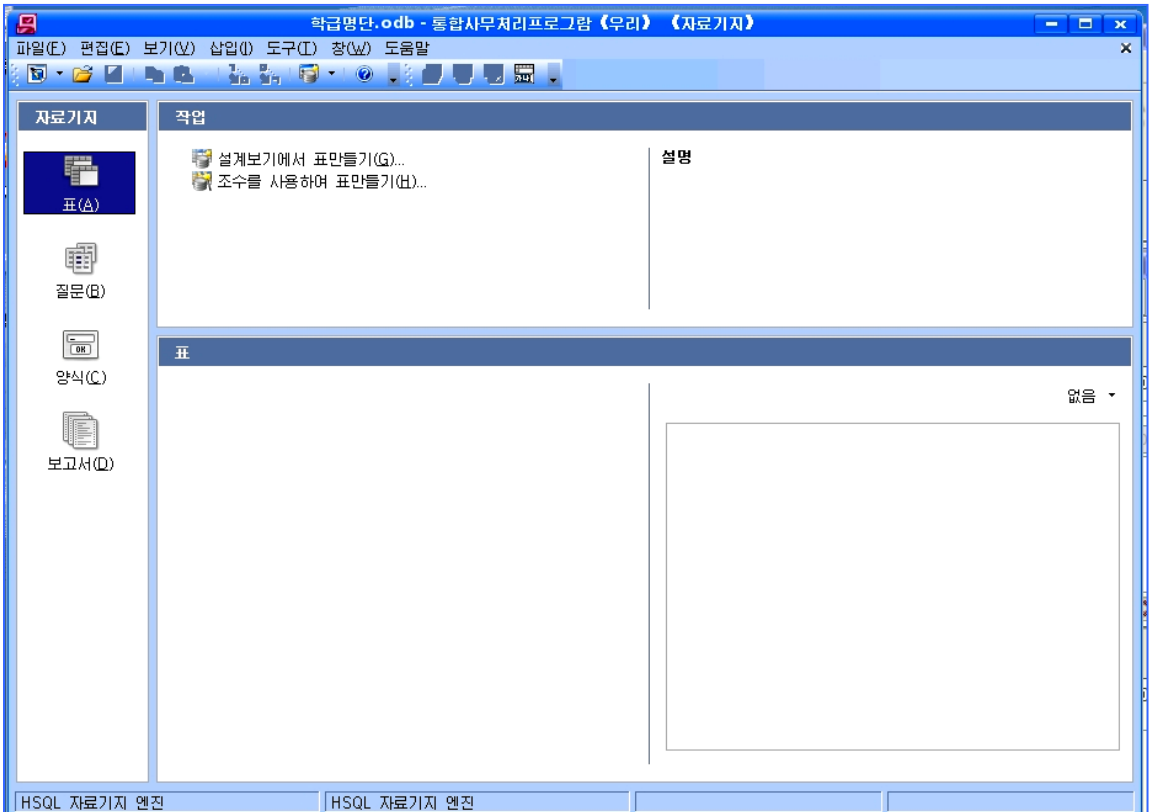 학급명단.odb - 통합사무처리프로그람《우리》 《자료기지》
파일(F) 편집(E) 보기(V) 삽입(I) 도구(T) 창(W) 도움말
자료기지
표(A)
질문(B)
양식(C)
보고서(D)
작업
설계보기에서 표만들기(G)...
조수를 사용하여 표만들기(H)...
설명
표
없음
HSQL 자료기지 엔진
HSQL 자료기지 엔진